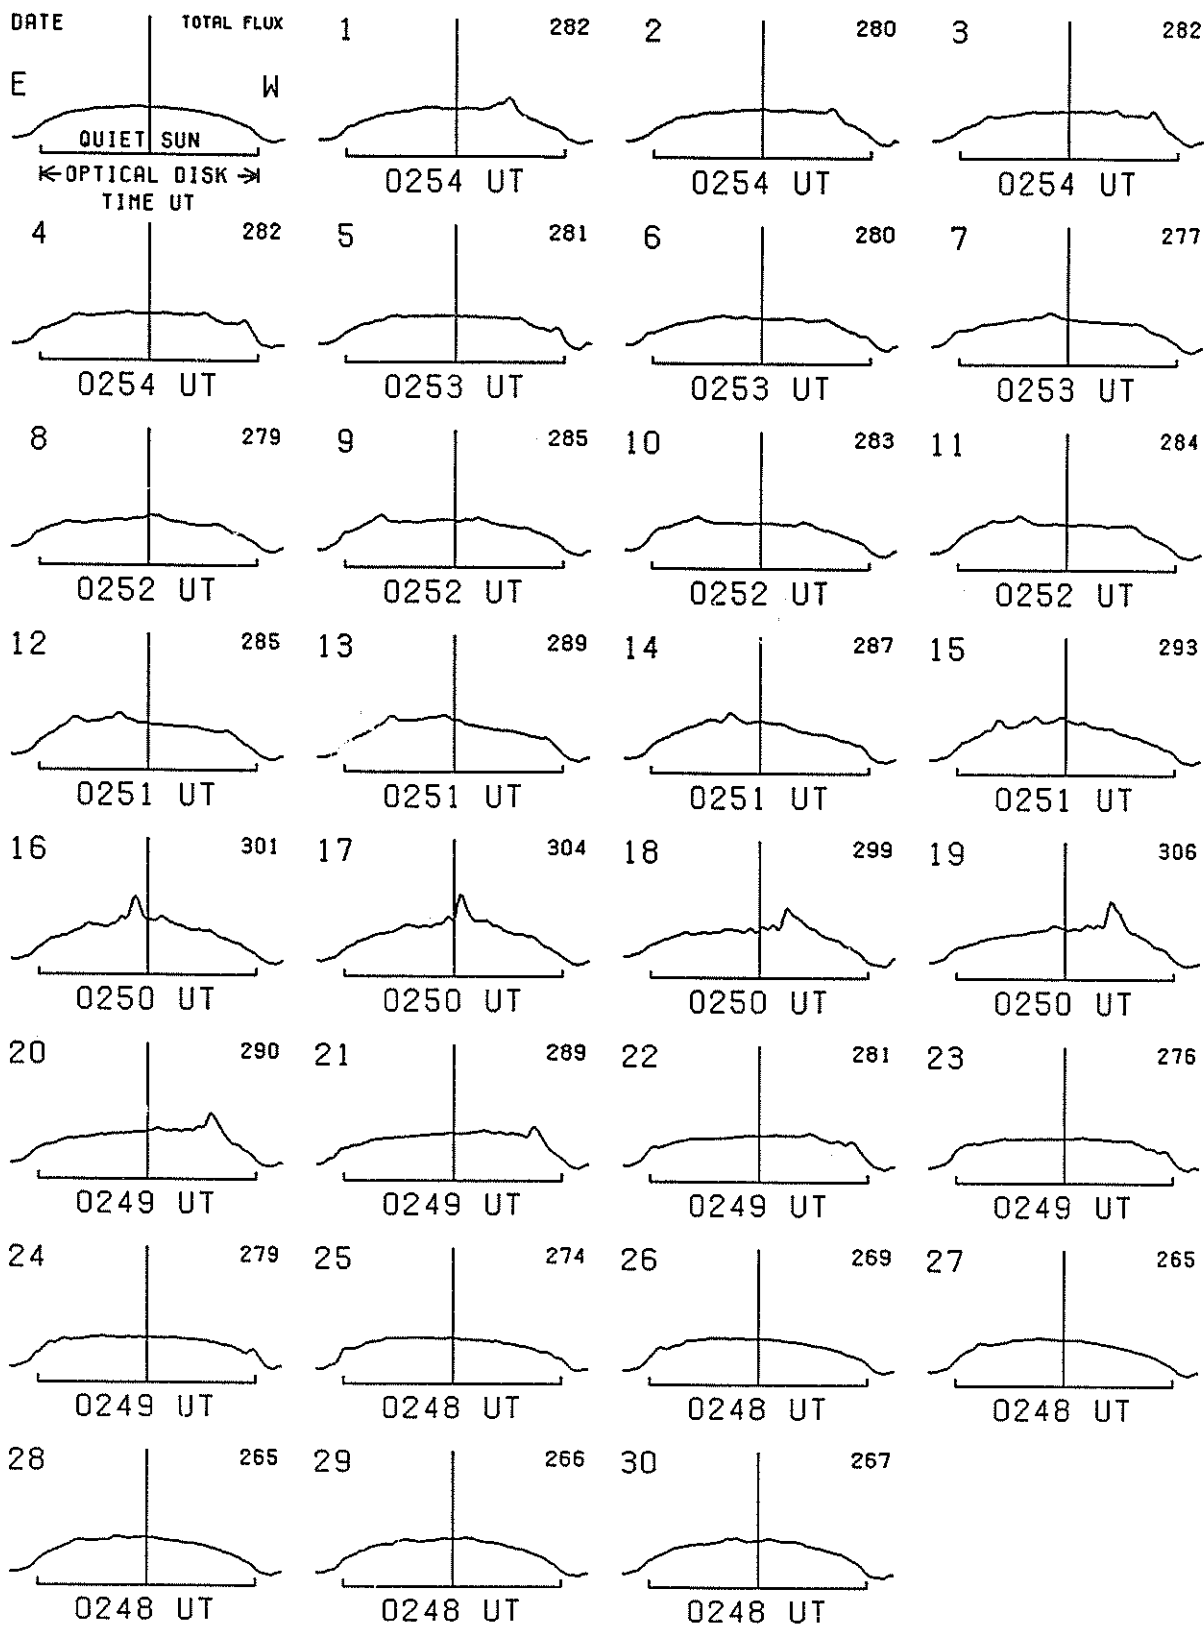 DATE TOTAL FLUX 1 282 2 280 3 282
E W
QUIET SUN
OPTICAL DISK 0254 UT 0254 UT 0254 UT
TIME UT
4 282 5 281 6 280 7 277
0254 UT 0253 UT 0253 UT 0253 UT
8 279 9 285 10 283 11 284
0252 UT 0252 UT 0252 UT 0252 UT
12 285 13 289 14 287 15 293
0251 UT 0251 UT 0251 UT 0251 UT
16 301 17 304 18 299 19 306
0250 UT 0250 UT 0250 UT 0250 UT
20 290 21 289 22 281 23 276
0249 UT 0249 UT 0249 UT 0249 UT
24 279 25 274 26 269 27 265
0249 UT 0248 UT 0248 UT 0248 UT
28 265 29 266 30 267
0248 UT 0248 UT 0248 UT